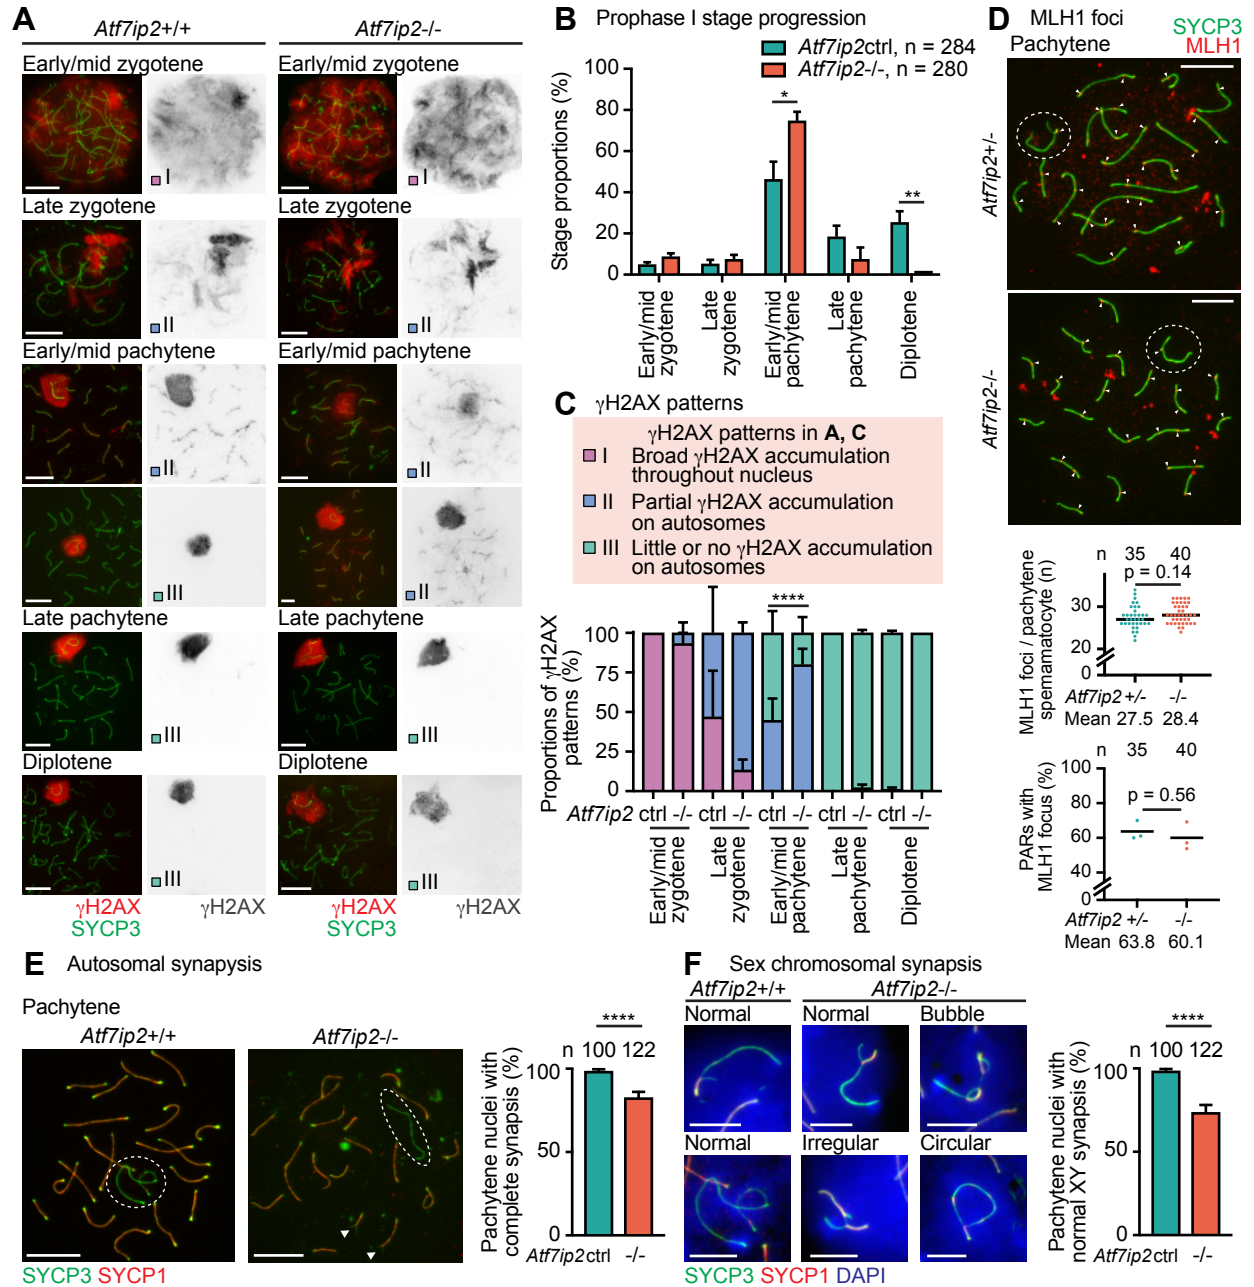 A
Atf7ip2+/+
Atf7ip2-/-
Early/mid zygotene
Early/mid zygotene
I
I
Late zygotene
Late zygotene
II
II
Early/mid pachytene
Early/mid pachytene
II
II
III
II
Late pachytene
Late pachytene
III
III
Diplotene
Diplotene
III
III
γH2AX
SYCP3
γH2AX
γH2AX
SYCP3
γH2AX
B Prophase I stage progression
Atf7ip2ctrl, n = 284
Atf7ip2-/-, n = 280
Stage proportions (%)
100
80
60
40
20
0
*
**
Early/mid
zygotene
Late
zygotene
Early/mid
pachytene
Late
pachytene
Diplotene
C γH2AX patterns
γH2AX patterns in A, C
I Broad γH2AX accumulation
throughout nucleus
II Partial γH2AX accumulation
on autosomes
III Little or no γH2AX accumulation
on autosomes
Proportions of γH2AX
patterns (%)
100
75
50
25
0
****
Atf7ip2 ctrl -/- ctrl -/- ctrl -/- ctrl -/- ctrl -/-
Early/mid
zygotene
Late
zygotene
Early/mid
pachytene
Late
pachytene
Diplotene
D MLH1 foci
SYCP3
Pachytene MLH1
Atf7ip2+/-
Atf7ip2-/-
n 35 40
p = 0.14
MLH1 foci / pachytene
spemamatocyte (n)
30
20
0
Atf7ip2 +/- -/-
Mean 27.5 28.4
n 35 40
PARs with
MLH1 focus (%)
100
80
60
40
0
p = 0.56
Atf7ip2 +/- -/-
Mean 63.8 60.1
E Autosomal synapysis
Pachytene
Atf7ip2+/+
Atf7ip2-/-
SYCP3 SYCP1
****
n 100 122
Pachytene nuclei with
complete synapsis (%)
100
50
0
Atf7ip2 ctrl -/-
F Sex chromosomal synapsis
Atf7ip2+/+
Atf7ip2-/-
Normal
Normal
Bubble
Normal
Irregular
Circular
SYCP3 SYCP1 DAPI
****
n 100 122
Pachytene nuclei with
normal XY synapsis (%)
100
50
0
Atf7ip2 ctrl -/-